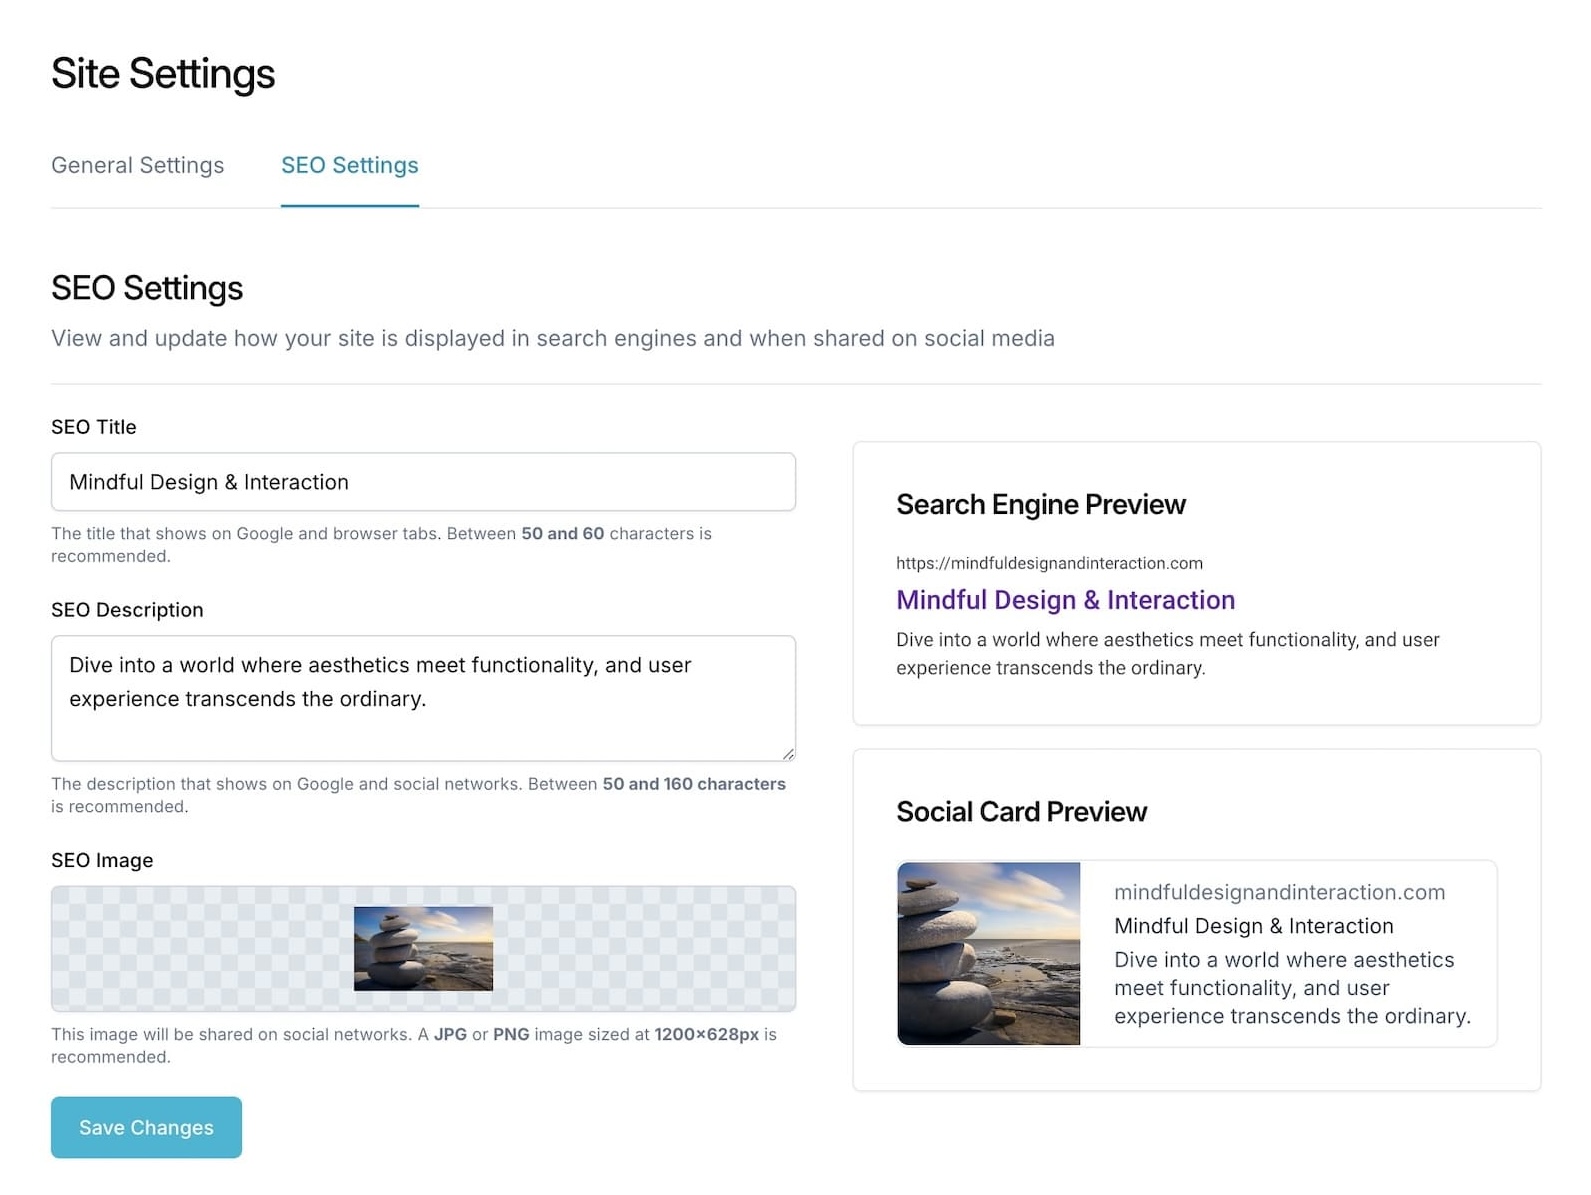 Site Settings
General Settings
SEO Settings
SEO Settings
View and update how your site is displayed in search engines and when shared on social media
SEO Title
Mindful Design & Interaction
The title that shows on Google and browser tabs. Between 50 and 60 characters is
recommended.
SEO Description
Dive into a world where aesthetics meet functionality, and user
experience transcends the ordinary.
The description that shows on Google and social networks. Between 50 and 160 characters
is recommended.
SEO Image
This image will be shared on social networks. A JPG or PNG image sized at 1200×628px is
recommended.
Save Changes
Search Engine Preview
https://mindfuldesignandinteraction.com
Mindful Design & Interaction
Dive into a world where aesthetics meet functionality, and user
experience transcends the ordinary.
Social Card Preview
mindfuldesignandinteraction.com
Mindful Design & Interaction
Dive into a world where aesthetics
meet functionality, and user
experience transcends the ordinary.